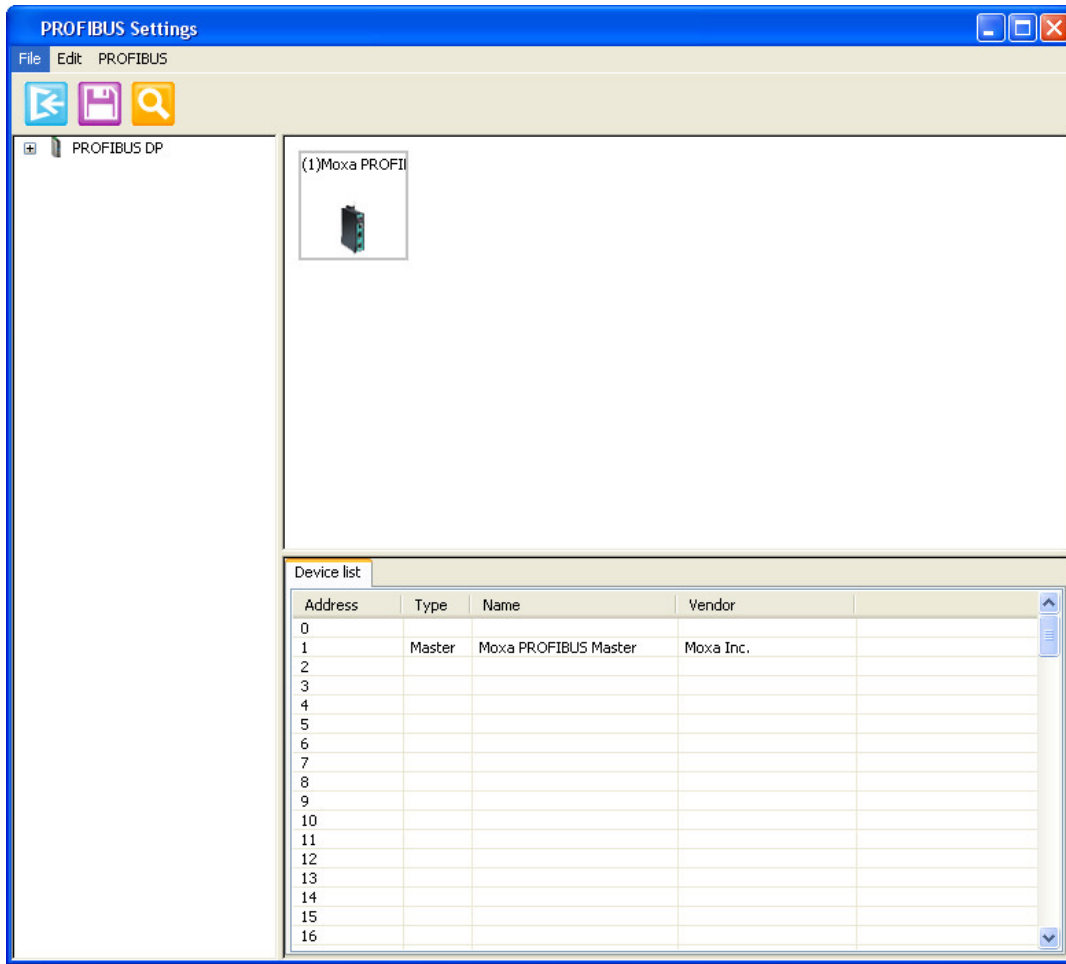 PROFIBUS Settings
File Edit PROFIBUS
PROFIBUS DP
(1)Moxa PROFI
Device list
Address Type Name Vendor
0
1 Master Moxa PROFIBUS Master Moxa Inc.
2
3
4
5
6
7
8
9
10
11
12
13
14
15
16